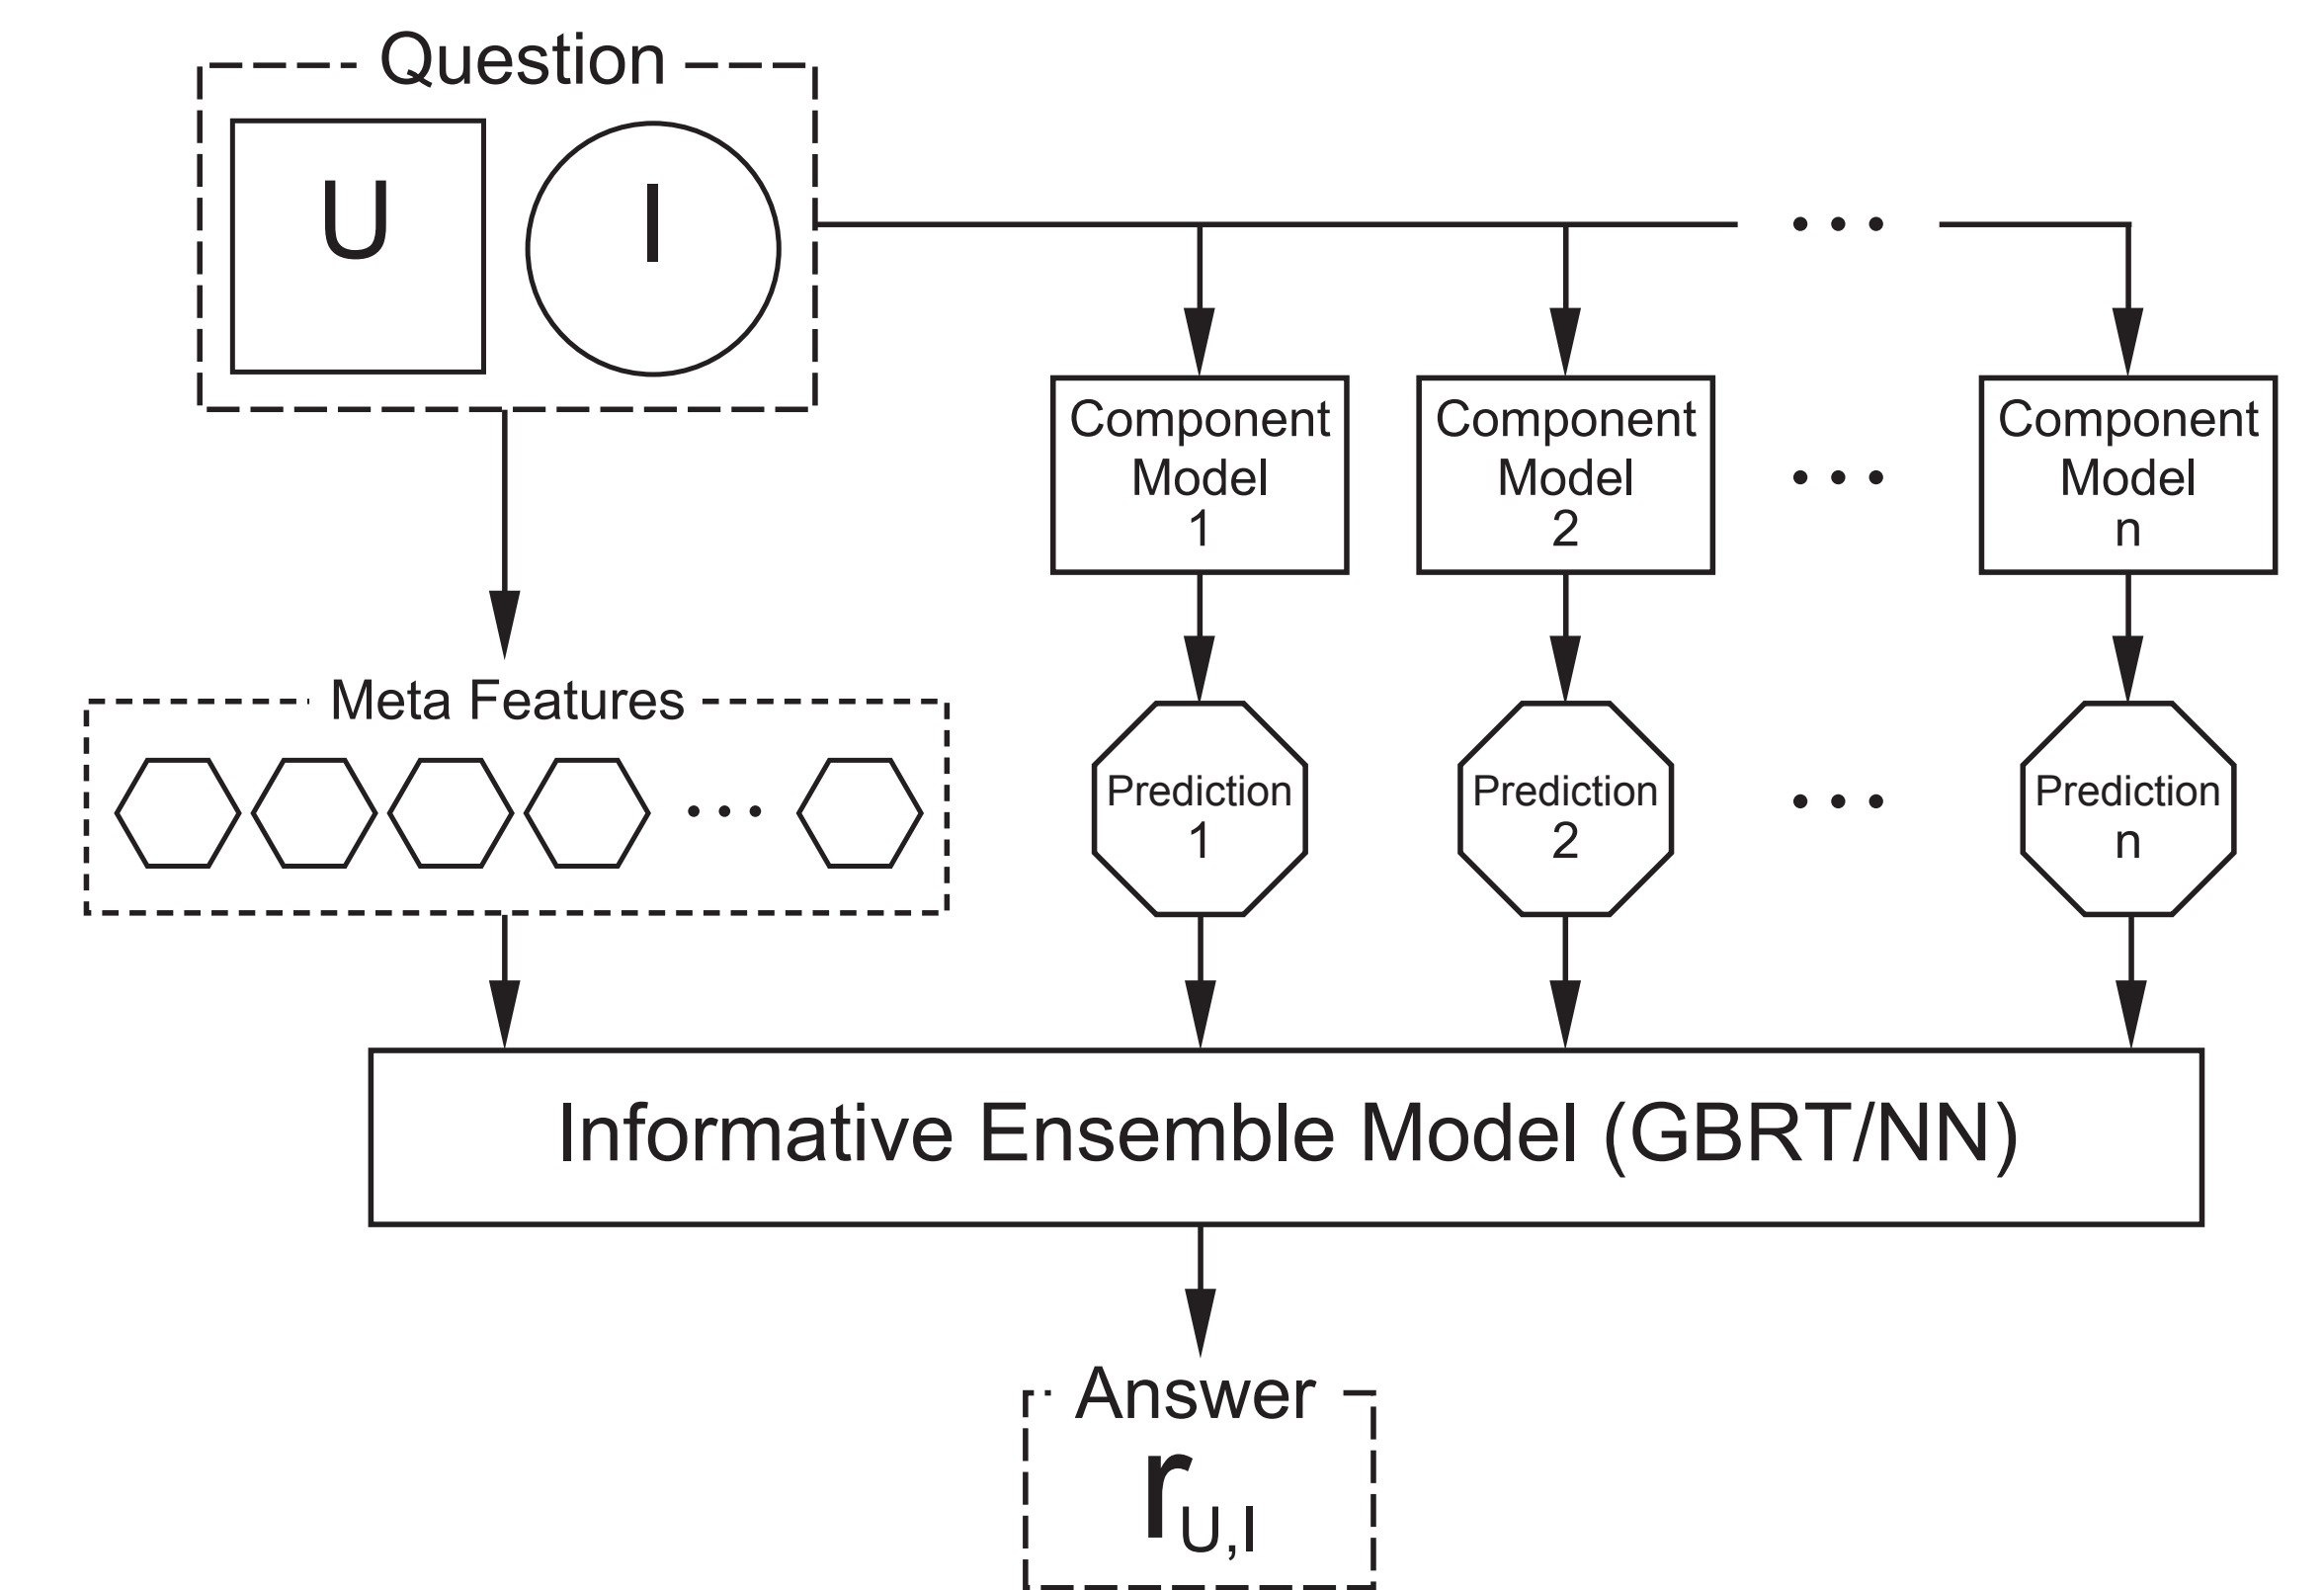 Question
U
I
Component
Model
1
Component
Model
2
Component
Model
n
Meta Features
Prediction
1
Prediction
2
Prediction
n
Informative Ensemble Model (GBRT/NN)
Answer
r U,I